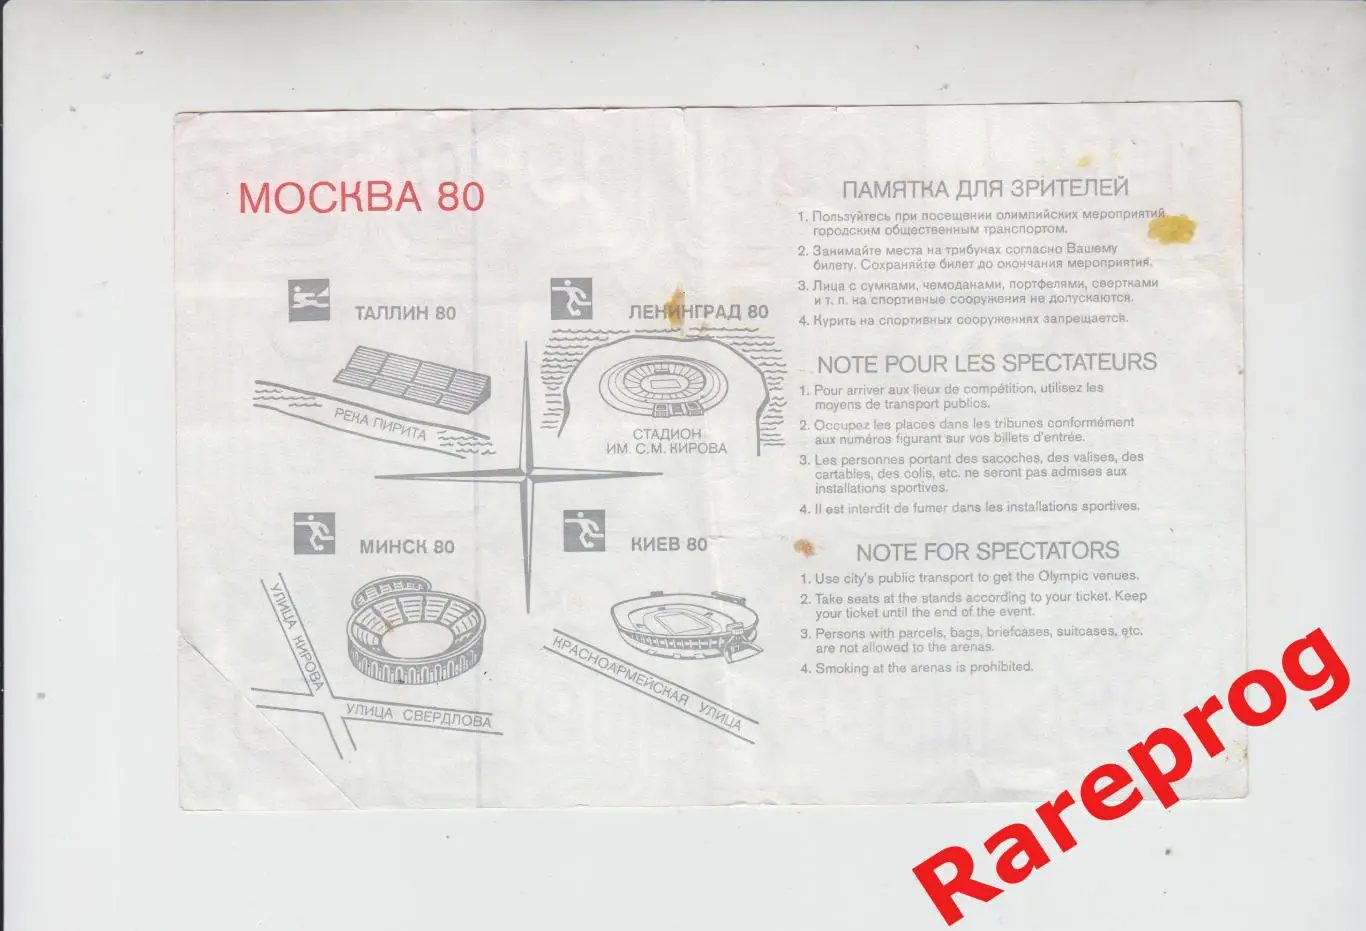 МОСКВА 80
ТАЛЛИН 80
РЕКА ПИРИТА
ЛЕНИНГРАД 80
СТАДИОН
ИМ. С.М. КИРОВА
МИНСК 80
УЛИЦА КИРОВА
УЛИЦА СВЕРДЛОВА
КИЕВ 80
КРАСНОАРМЕЙСКАЯ УЛИЦА
ПАМЯТКА ДЛЯ ЗРИТЕЛЕЙ
1. Пользуйтесь при посещении олимпийских мероприятий
городским общественным транспортом.
2. Занимайте места на трибунах согласно Вашему
билету. Сохраняйте билет до окончания мероприятия.
3. Лица с сумками, чемоданами, портфелями, свертками
и т. п. на спортивные сооружения не допускаются.
4. Курить на спортивных сооружениях запрещается.
NOTE POUR LES SPECTATEURS
1. Pour arriver aux lieux de compétition, utilisez les
moyens de transport publics.
2. Occupez les places dans les tribunes conformément
aux numéros figurant sur vos billets d'entrée.
3. Les personnes portant des sacoches, des valises, des
cartables, des colis, etc. ne seront pas admises aux
installations sportives.
4. Il est interdit de fumer dans les installations sportives.
NOTE FOR SPECTATORS
1. Use city's public transport to get the Olympic venues.
2. Take seats at the stands according to your ticket. Keep
your ticket until the end of the event.
3. Persons with parcels, bags, briefcases, suitcases, etc.
are not allowed to the arenas.
4. Smoking at the arenas is prohibited.
Rareprog